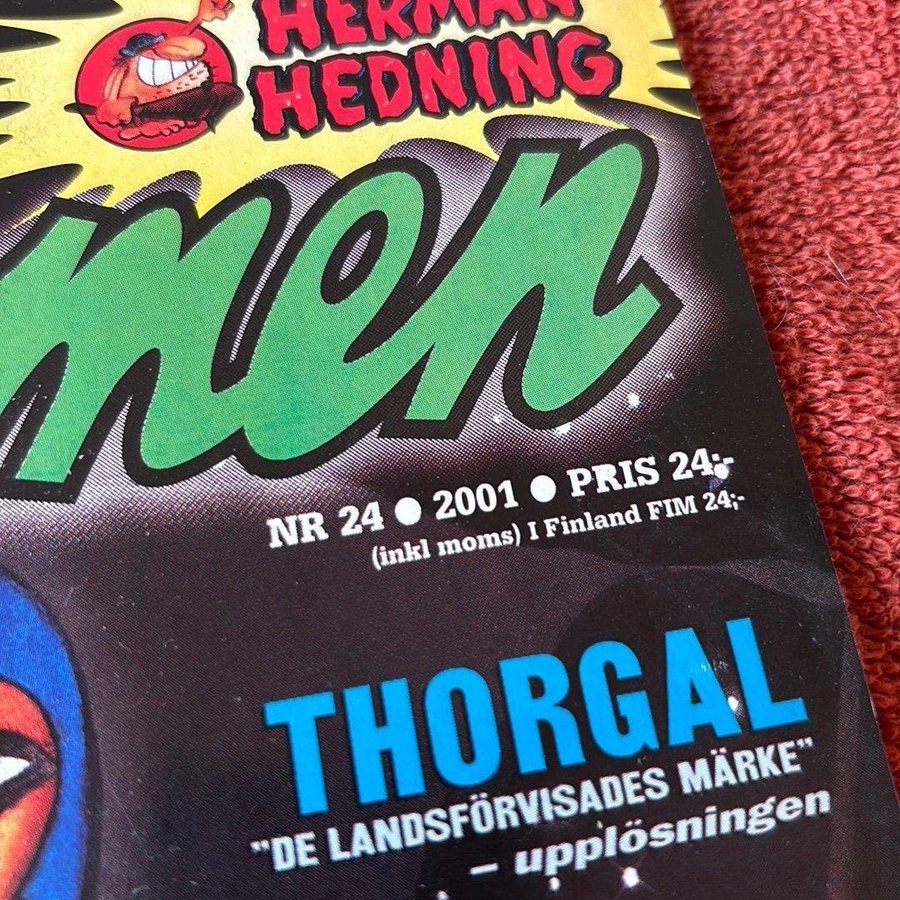 HERMAN
HEDNING
men
NR 24 ● 2001 ● PRIS 24:-
(inkl moms) I Finland FIM 24;-
THORGAL
"DE LANDSFÖRVISADES MÄRKE"
– upplösningen